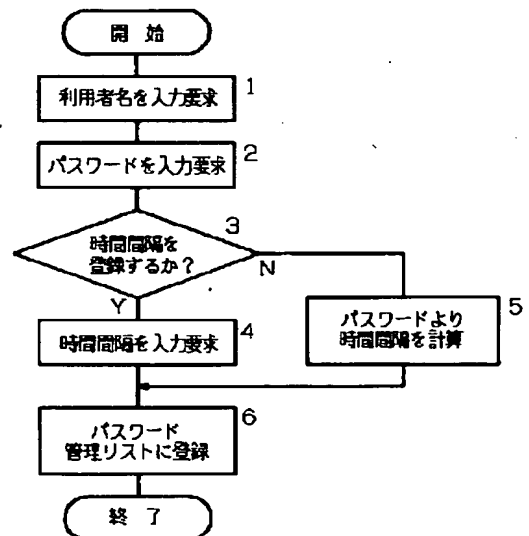 開 始
利用者名を入力要求
1
パスワードを入力要求
2
時間間隔を
登録するか?
3
N
Y
時間間隔を入力要求
4
パスワードより
時間間隔を計算
5
パスワード
管理リストに登録
6
終 了